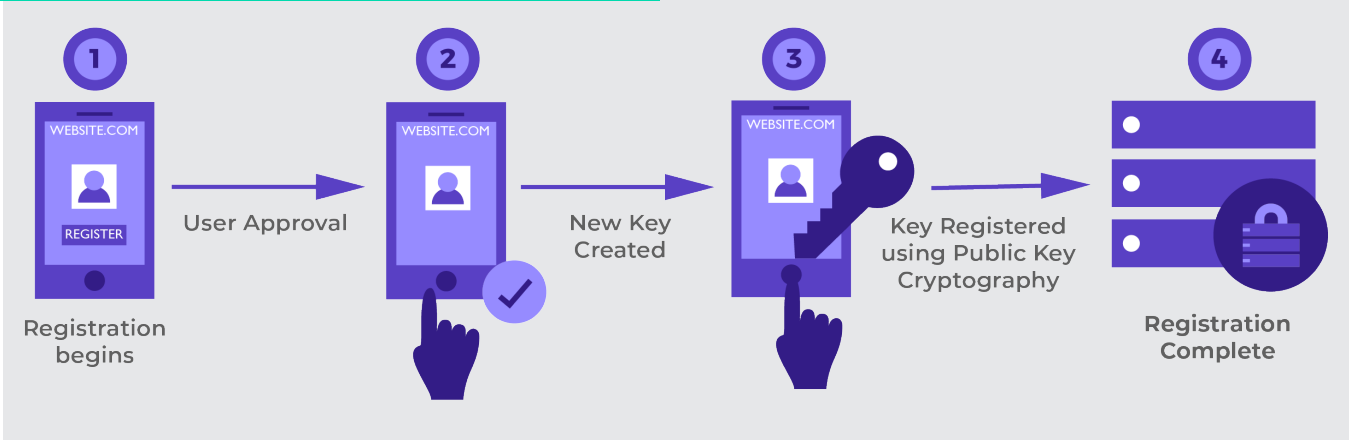 1
2
3
4
WEBSITE.COM
REGISTER
Registration
begins
User Approval
WEBSITE.COM
New Key
Created
WEBSITE.COM
Key Registered
using Public Key
Cryptography
Registration
Complete